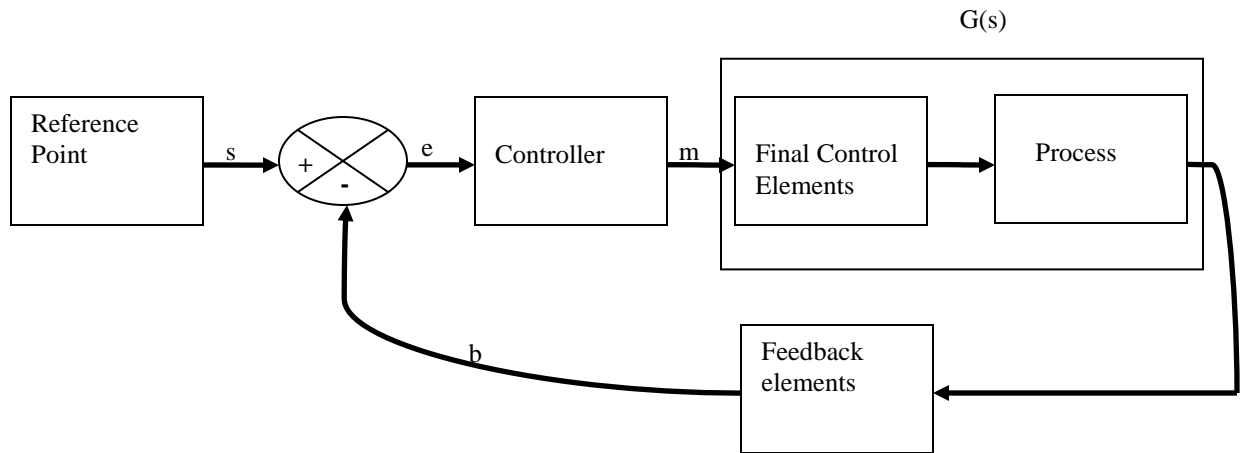 G(s)
Reference
Point
s
+
-
e
Controller
m
Final Control
Elements
Process
b
Feedback
elements